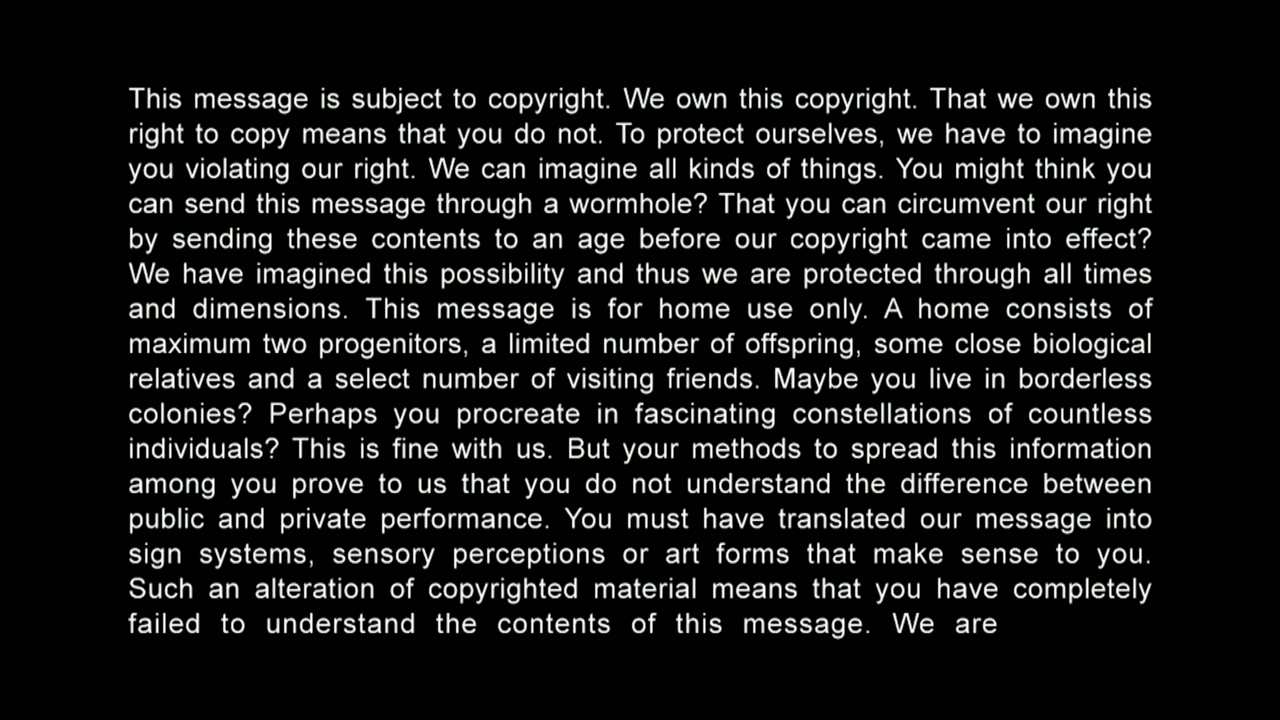 This message is subject to copyright. We own this copyright. That we own this
right to copy means that you do not. To protect ourselves, we have to imagine
you violating our right. We can imagine all kinds of things. You might think you
can send this message through a wormhole? That you can circumvent our right
by sending these contents to an age before our copyright came into effect?
We have imagined this possibility and thus we are protected through all times
and dimensions. This message is for home use only. A home consists of
maximum two progenitors, a limited number of offspring, some close biological
relatives and a select number of visiting friends. Maybe you live in borderless
colonies? Perhaps you procreate in fascinating constellations of countless
individuals? This is fine with us. But your methods to spread this information
among you prove to us that you do not understand the difference between
public and private performance. You must have translated our message into
sign systems, sensory perceptions or art forms that make sense to you.
Such an alteration of copyrighted material means that you have completely
failed to understand the contents of this message. We are